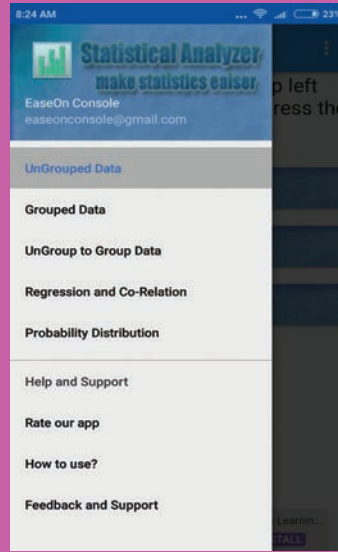 8:24 AM ... 23%
Statistical Analyzer
make statistics eaiser
p left
EaseOn Console
ress the
easeonconsole@gmail.com
UnGrouped Data
Grouped Data
UnGroup to Group Data
Regression and Co-Relation
Probability Distribution
Help and Support
Rate our app
How to use?
Feedback and Support
Learnin...
TALL